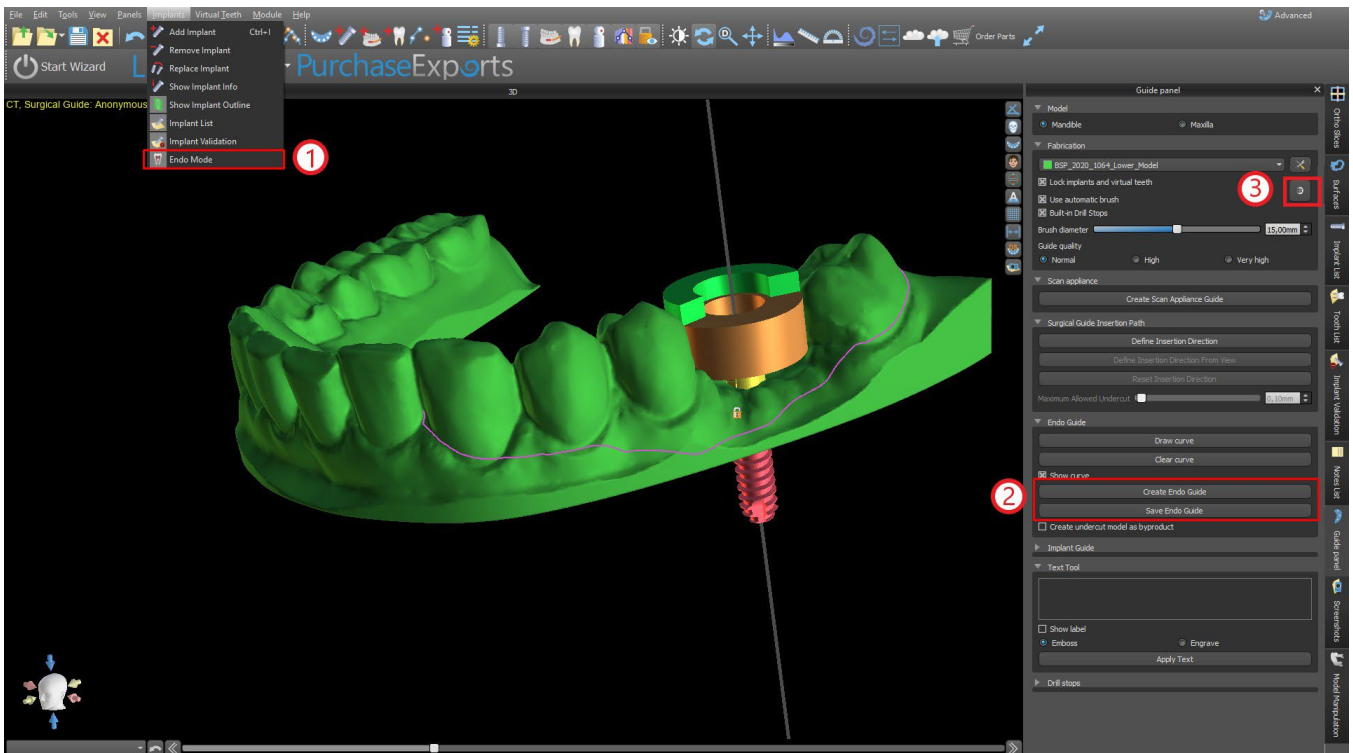 File Edit Tools View Panels Implants Virtual Teeth Module Help
Advanced
Add Implant Ctrl+I
Remove Implant
Replace Implant
Show Implant Info
Show Implant Outline
Implant List
Implant Validation
Endo Mode
1
Order Parts
Start Wizard
L
PurchaseExports
3D
CT, Surgical Guide: Anonymous
Guide panel
Model
Mandible Maxilla
Fabrication
BSP_2020_1064_Lower_Model
Lock implants and virtual teeth
3
Use automatic brush
Built-in Drill Stops
Brush diameter 15,00mm
Guide quality
Normal High Very high
Scan appliance
Create Scan Appliance Guide
Surgical Guide Insertion Path
Define Insertion Direction
Define Insertion Direction From View
Reset Insertion Direction
Maximum Allowed Undercut 0,10mm
Endo Guide
Draw curve
Clear curve
Show curve
2
Create Endo Guide
Save Endo Guide
Create undercut model as byproduct
Implant Guide
Text Tool
Show label
Emboss Engrave
Apply Text
Drill stops
Ortho Slices
Surfaces
Implant List
Tooth List
Implant Validation
Notes List
Guide panel
Screenshots
Model Manipulation